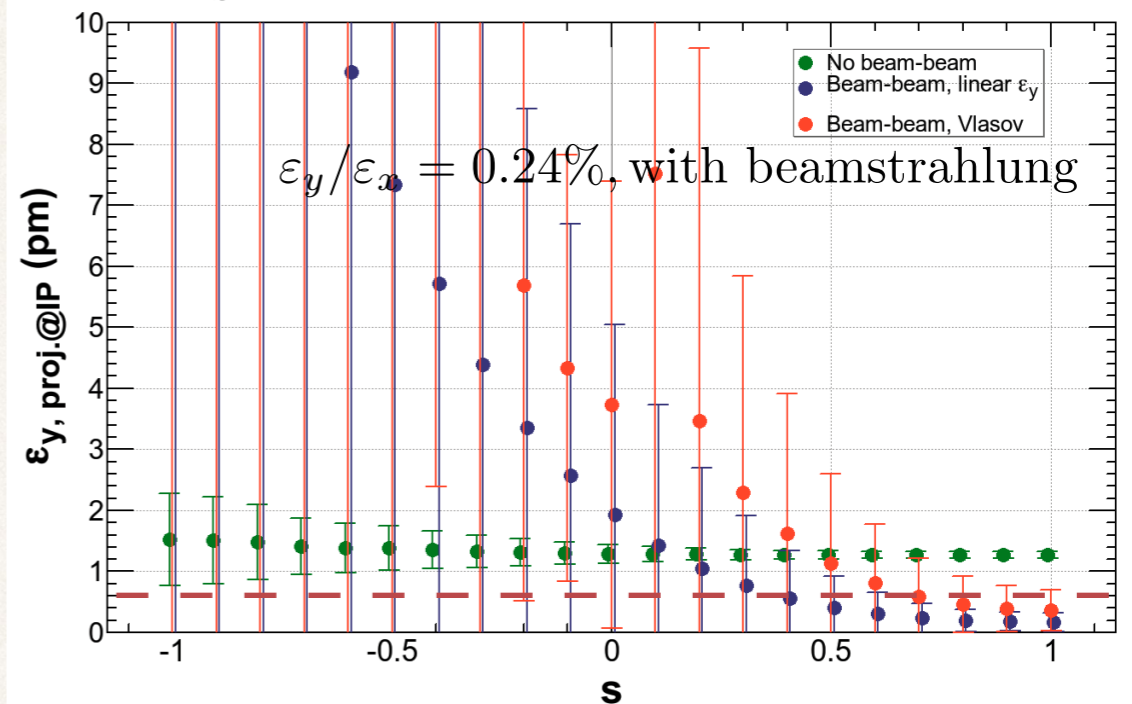 10
9
8
7
6
5
4
3
2
1
0
εy, proj.@IP (pm)
No beam-beam
Beam-beam, linear εy
Beam-beam, Vlasov
εy/εx = 0.24%, with beamstrahlung
-1 -0.5 0 0.5 1
s